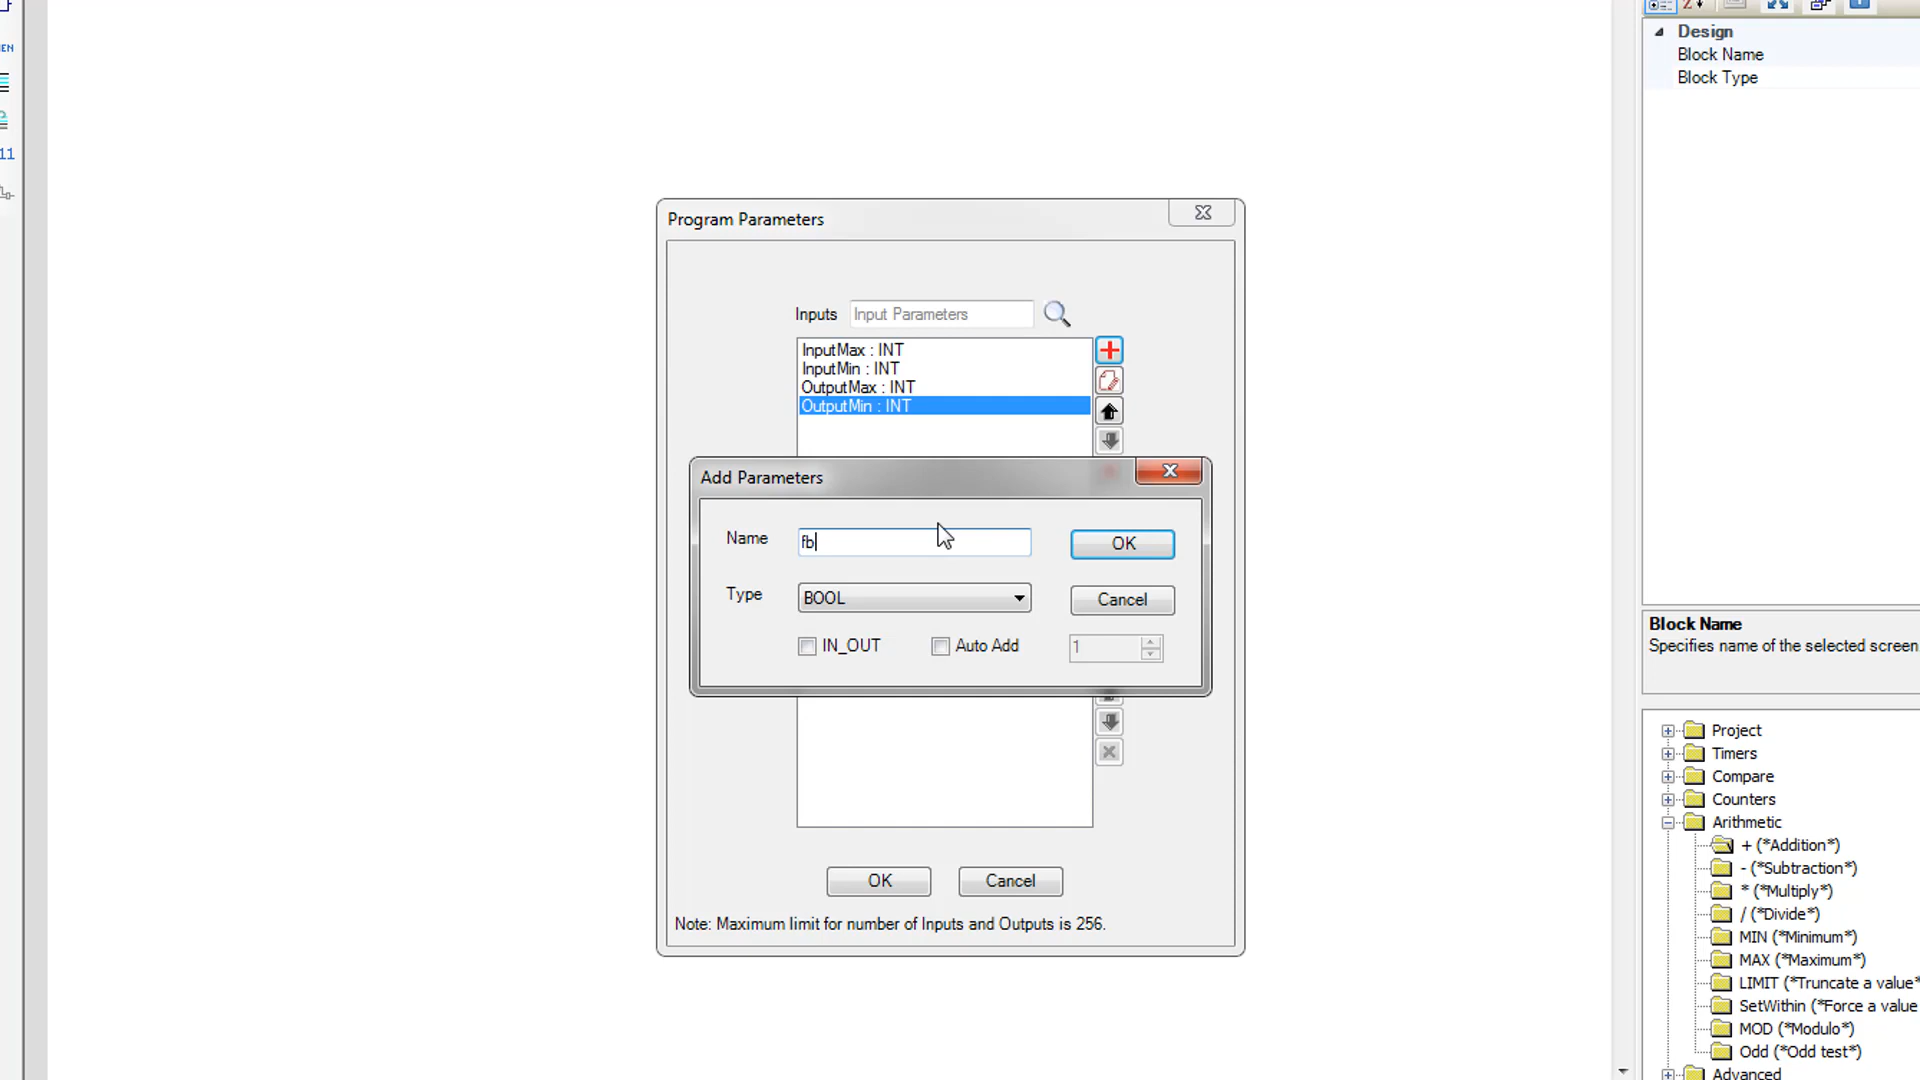 EN
11
Design
Block Name
Block Type
Program Parameters
Inputs Input Parameters
InputMax : INT
InputMin : INT
OutputMax : INT
OutputMin : INT
Add Parameters
Name fb OK
Type BOOL Cancel
IN_OUT Auto Add 1
OK Cancel
Note: Maximum limit for number of Inputs and Outputs is 256.
Block Name
Specifies name of the selected screen
Project
Timers
Compare
Counters
Arithmetic
+ (*Addition*)
- (*Subtraction*)
* (*Multiply*)
/ (*Divide*)
MIN (*Minimum*)
MAX (*Maximum*)
LIMIT (*Truncate a value*
SetWithin (*Force a value
MOD (*Modulo*)
Odd (*Odd test*)
Advanced